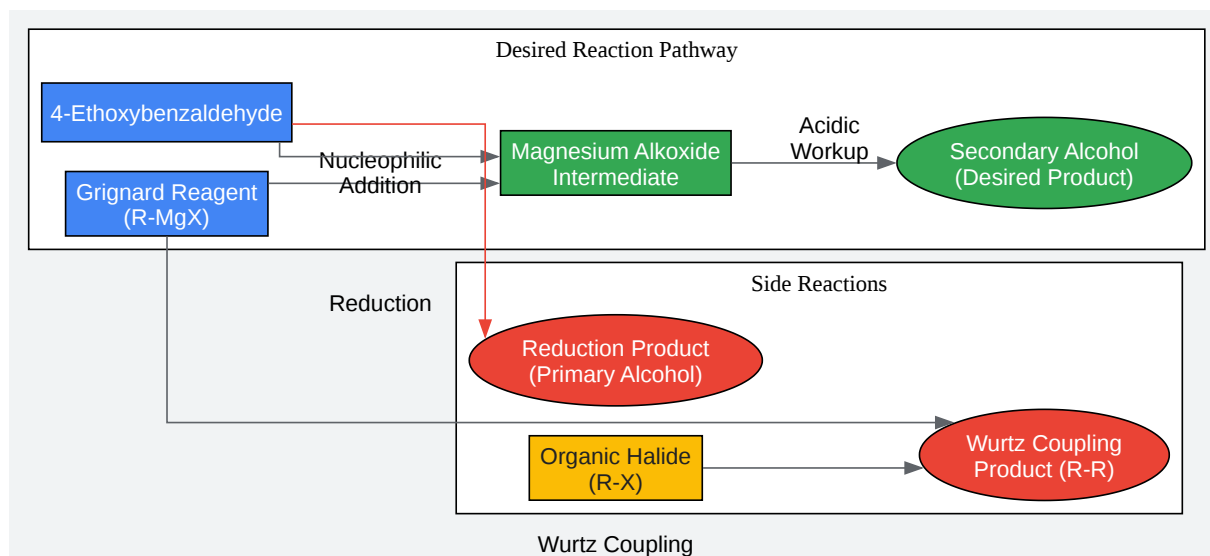 Desired Reaction Pathway
4-Ethoxybenzaldehyde
Grignard Reagent
(R-MgX)
Nucleophilic
Addition
Magnesium Alkoxide
Intermediate
Acidic
Workup
Secondary Alcohol
(Desired Product)
Side Reactions
Reduction
Reduction Product
(Primary Alcohol)
Organic Halide
(R-X)
Wurtz Coupling
Product (R-R)
Wurtz Coupling